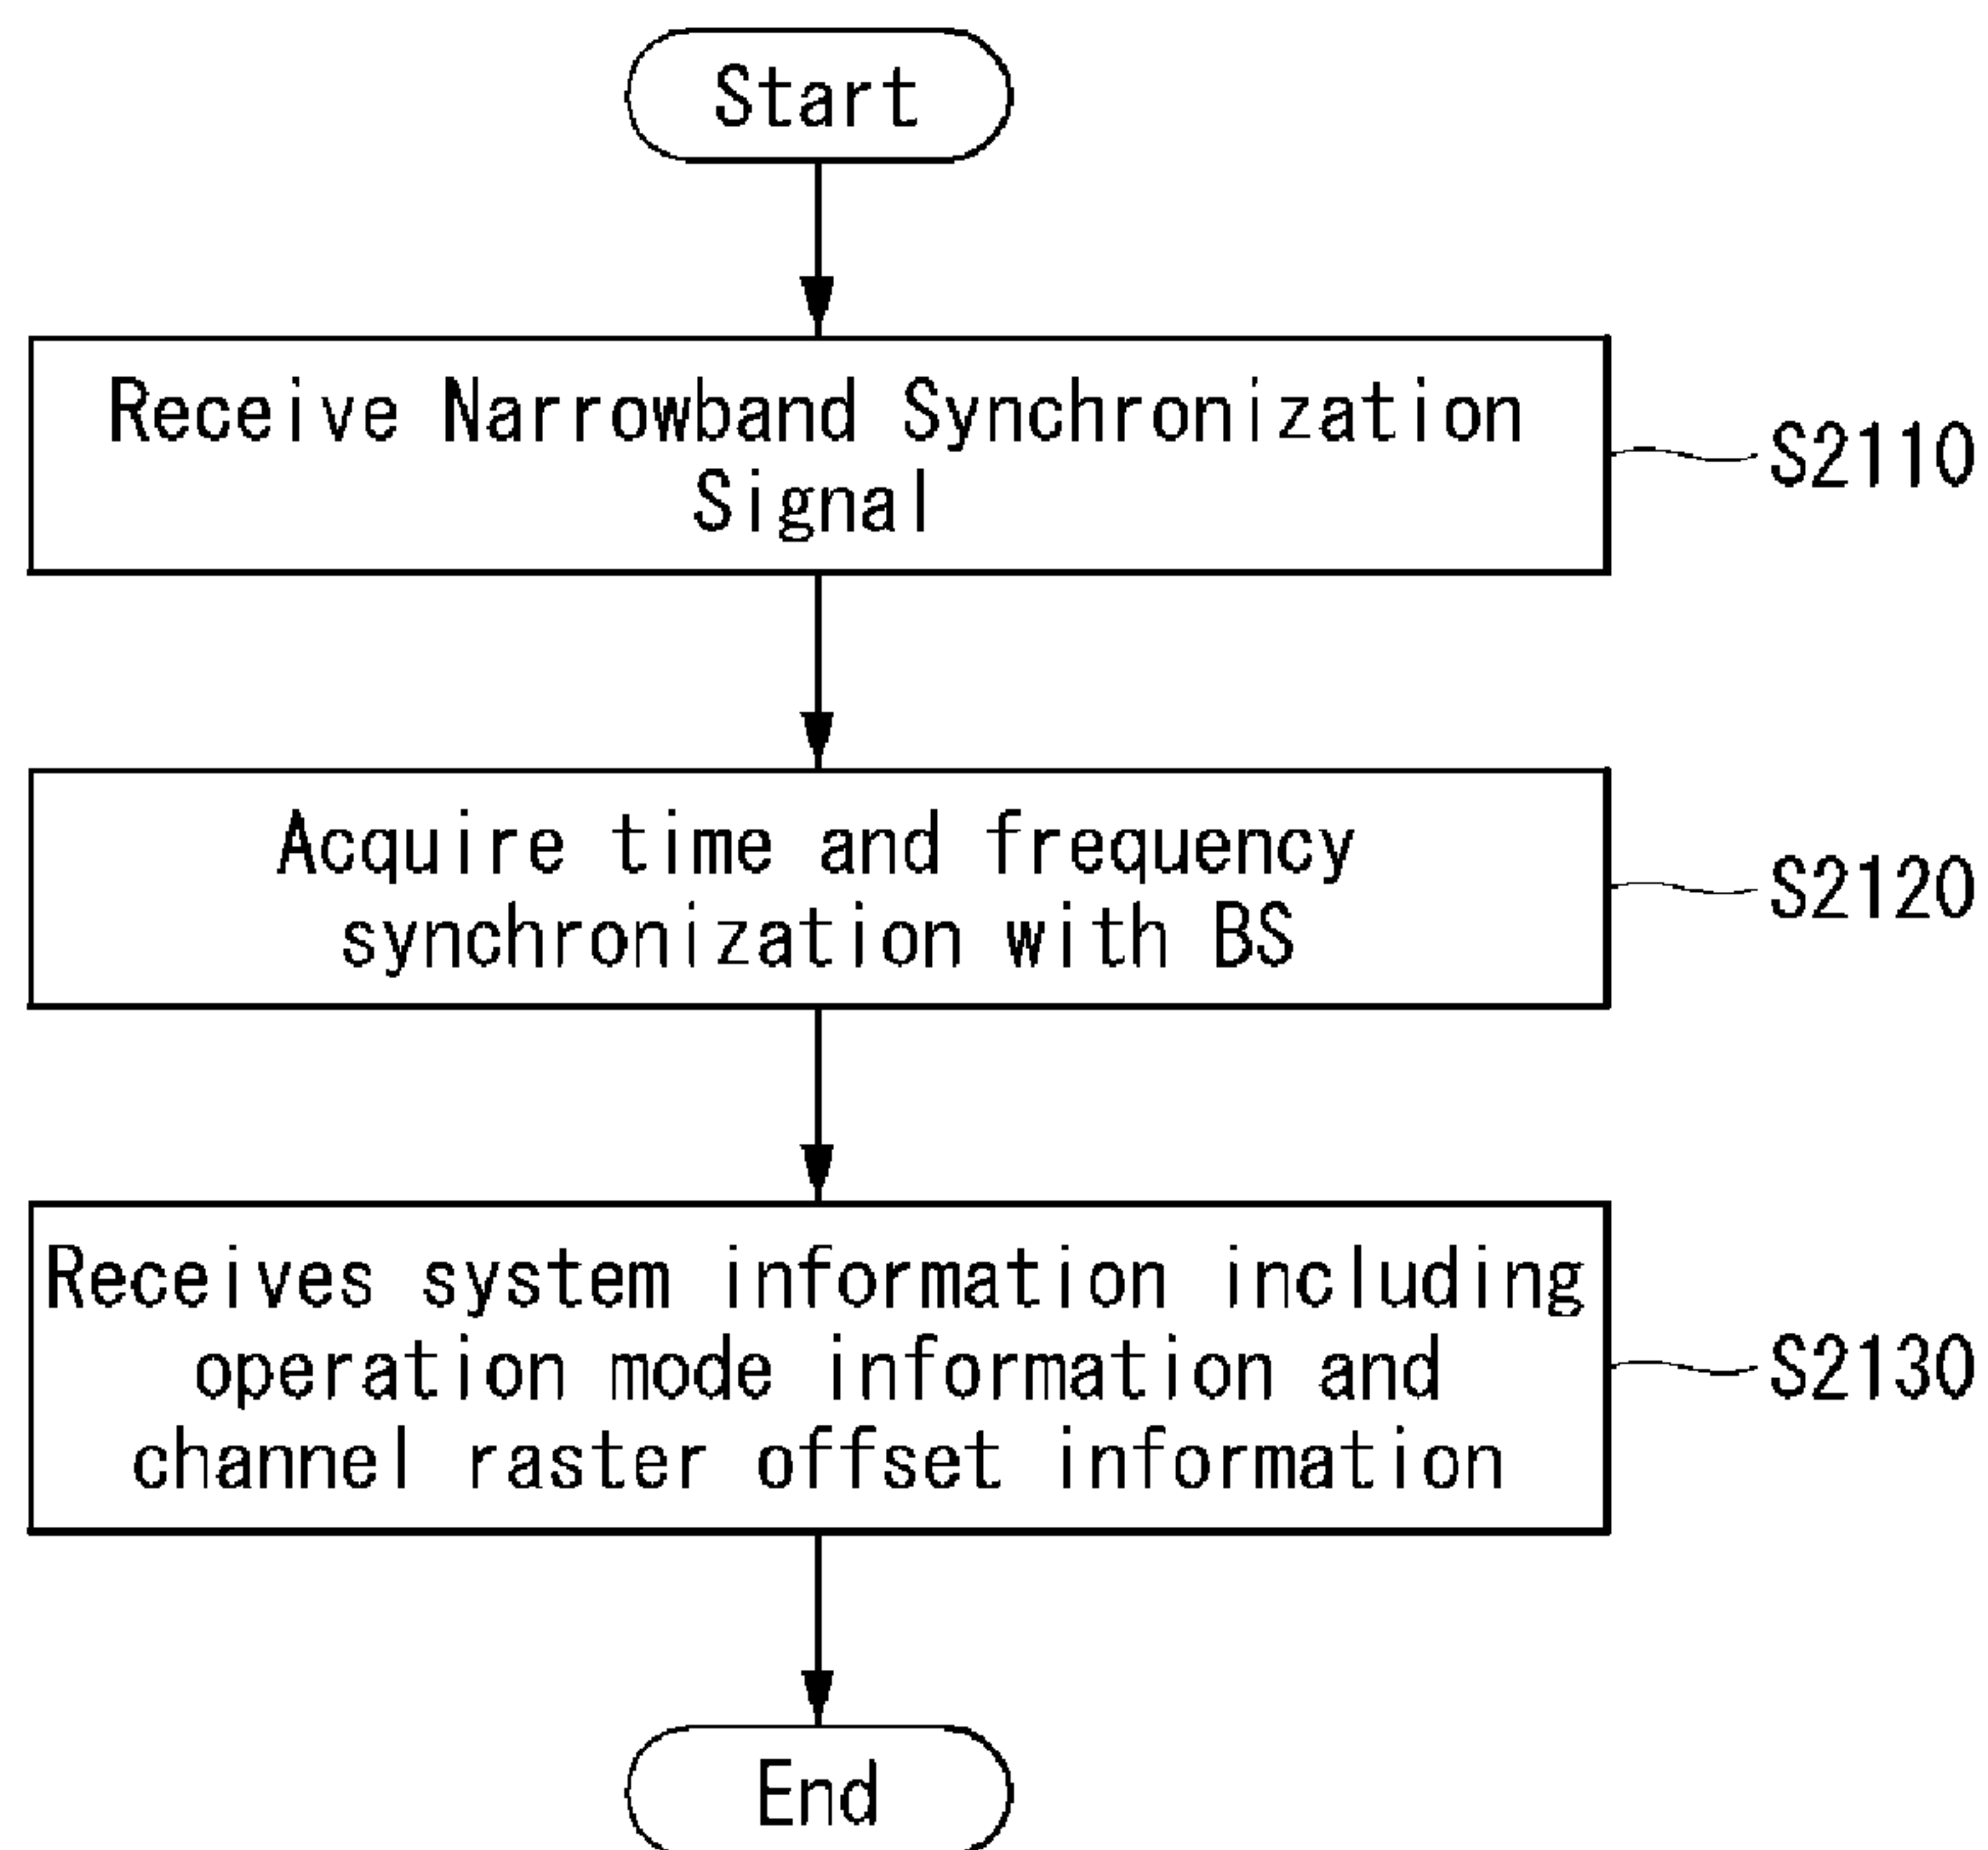 Start
Receive Narrowband Synchronization
Signal
S2110
Acquire time and frequency
synchronization with BS
S2120
Receives system information including
operation mode information and
channel raster offset information
S2130
End